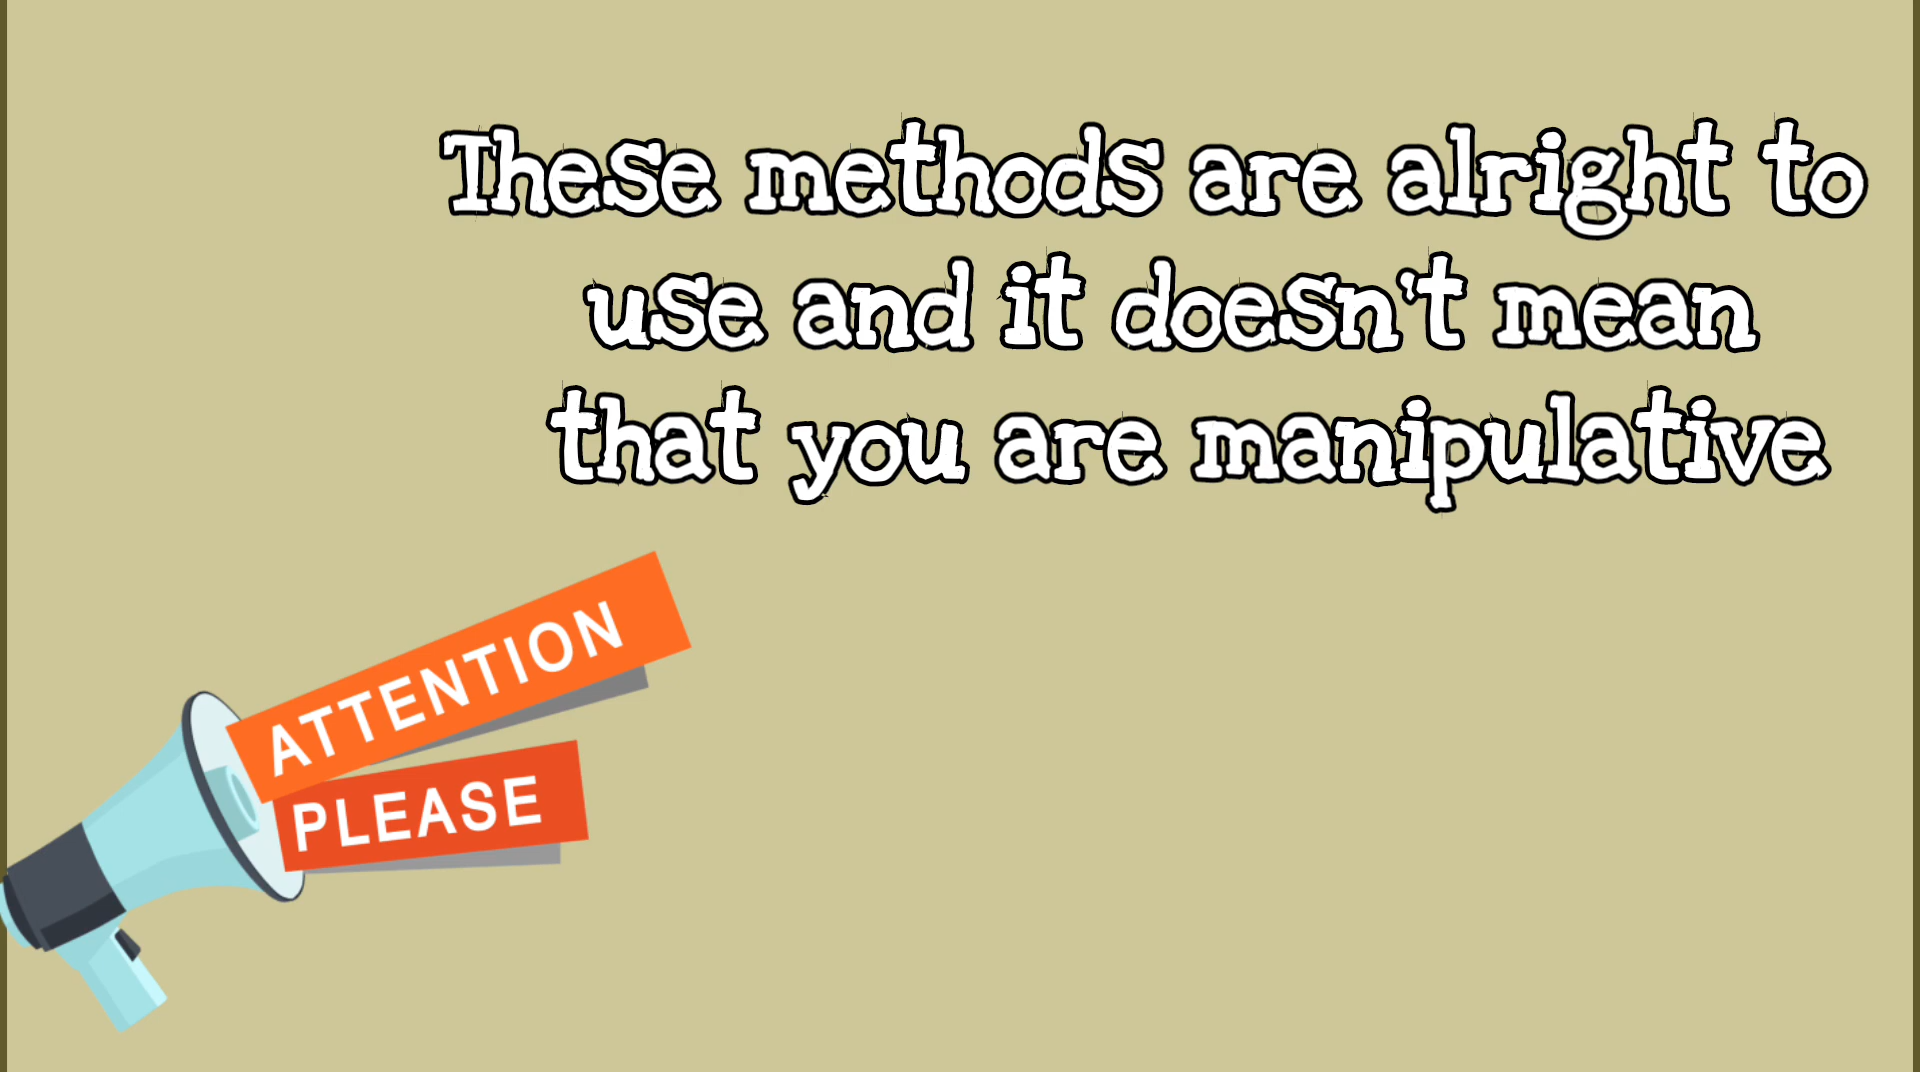 These methods are alright to
use and it doesn't mean
that you are manipulative
ATTENTION
PLEASE